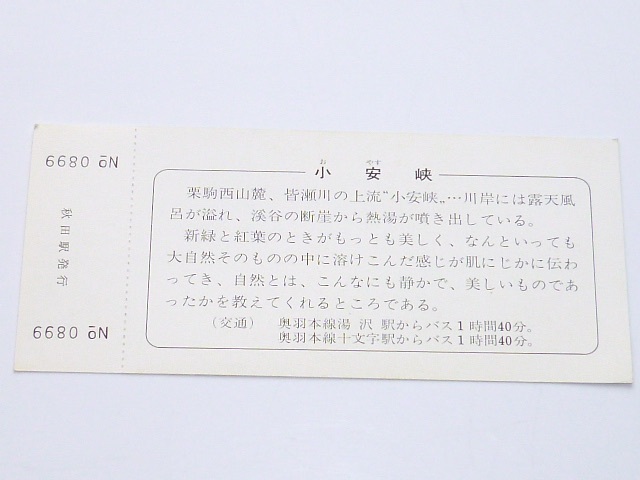 No 0899
秋田駅発行
No 0899
お やす
小安峡
栗駒西山麓、皆瀬川の上流“小安峡„…川岸には露天風
呂が溢れ、渓谷の断崖から熱湯が噴き出している。
新緑と紅葉のときがもっとも美しく、なんといっても
大自然そのものの中に溶けこんだ感じが肌にじかに伝わ
ってき、自然とは、こんなにも静かで、美しいものであ
ったかを教えてくれるところである。
(交通) 奥羽本線湯 沢 駅からバス1時間40分。
奥羽本線十文字駅からバス1時間40分。